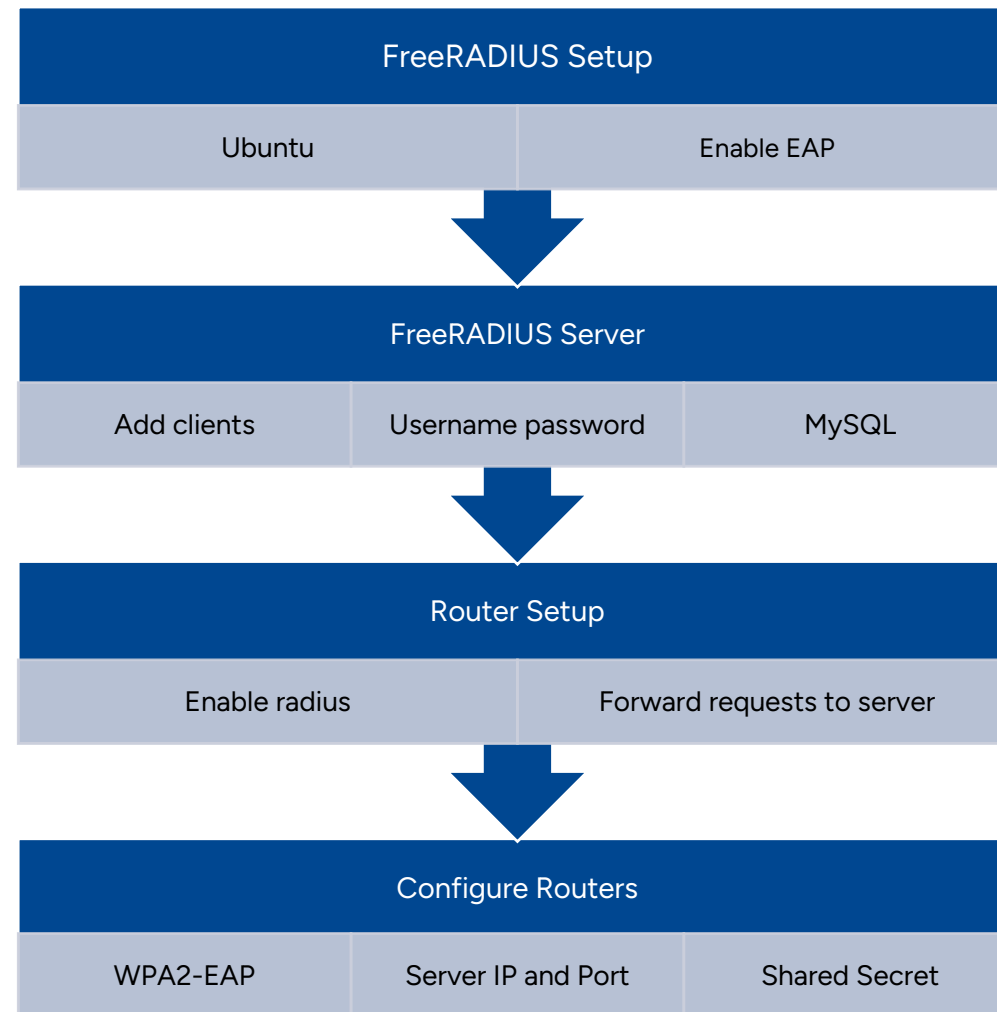 FreeRADIUS Setup
Ubuntu
Enable EAP
FreeRADIUS Server
Add clients
Username password
MySQL
Router Setup
Enable radius
Forward requests to server
Configure Routers
WPA2-EAP
Server IP and Port
Shared Secret